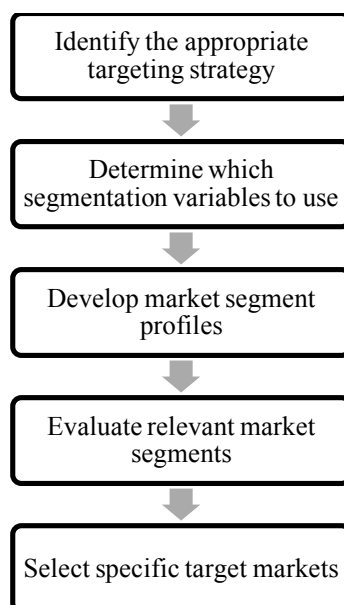 Identify the appropriate
targeting strategy
Determine which
segmentation variables to use
Develop market segment
profiles
Evaluate relevant market
segments
Select specific target markets